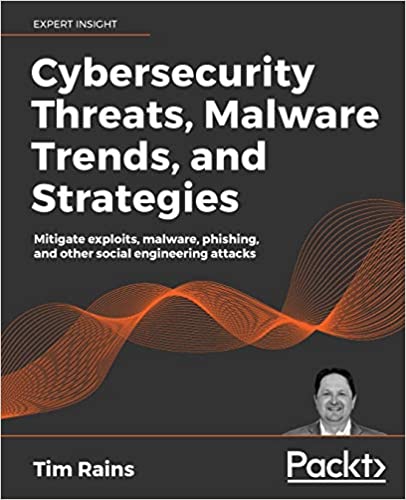 EXPERT INSIGHT
Cybersecurity
Threats, Malware
Trends, and
Strategies
Mitigate exploits, malware, phishing,
and other social engineering attacks
Tim Rains
Packt>